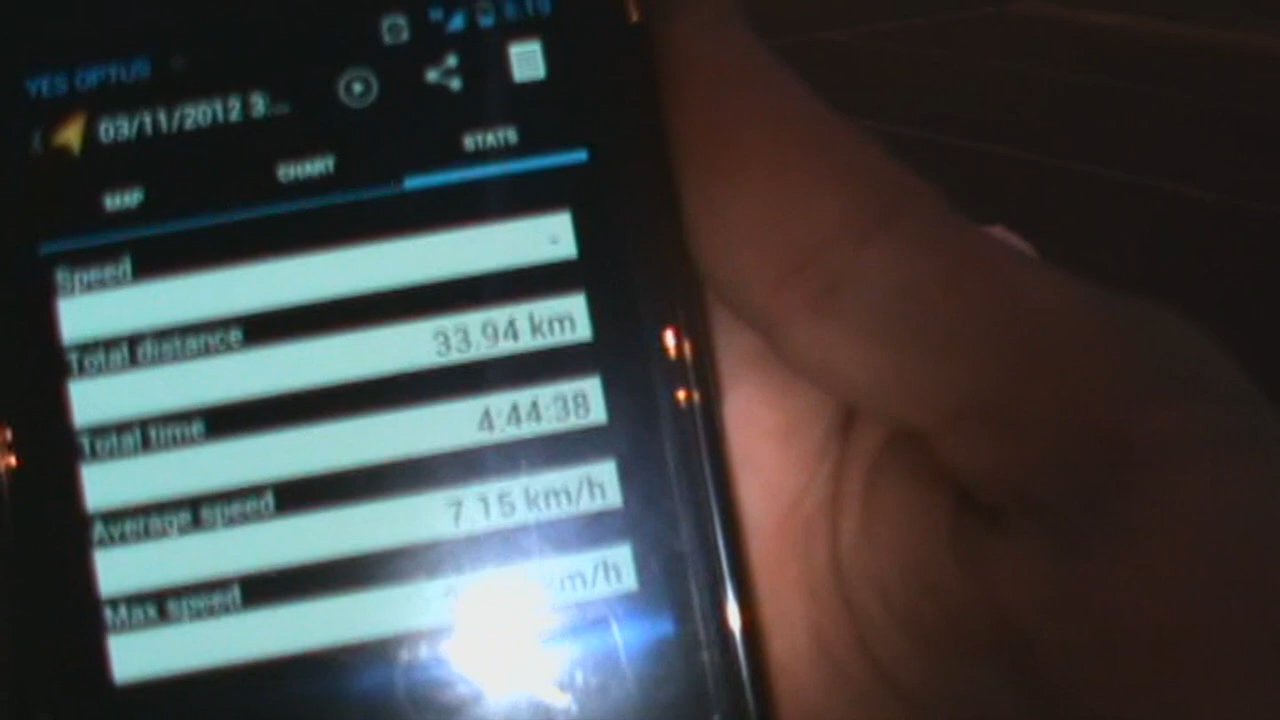 YES OPTUS
03/11/2012 3:...
MAP CHART STATS
Speed
-
Total distance
33.94 km
Total time
4:44:38
Average speed
7.15 km/h
Max speed
km/h